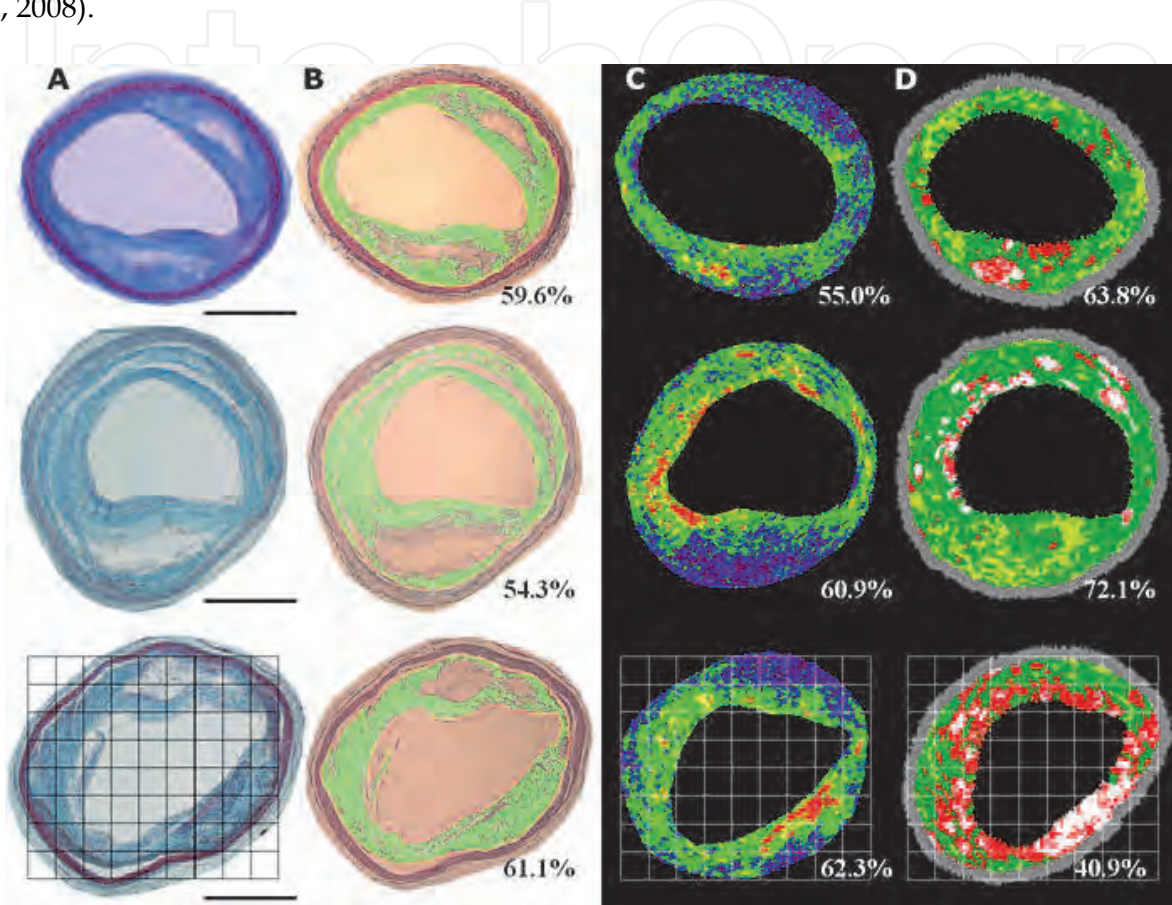 , 2008).
IntechOpen
A B C D
59.6% 55.0% 63.8%
54.3% 60.9% 72.1%
61.1% 62.3% 40.9%